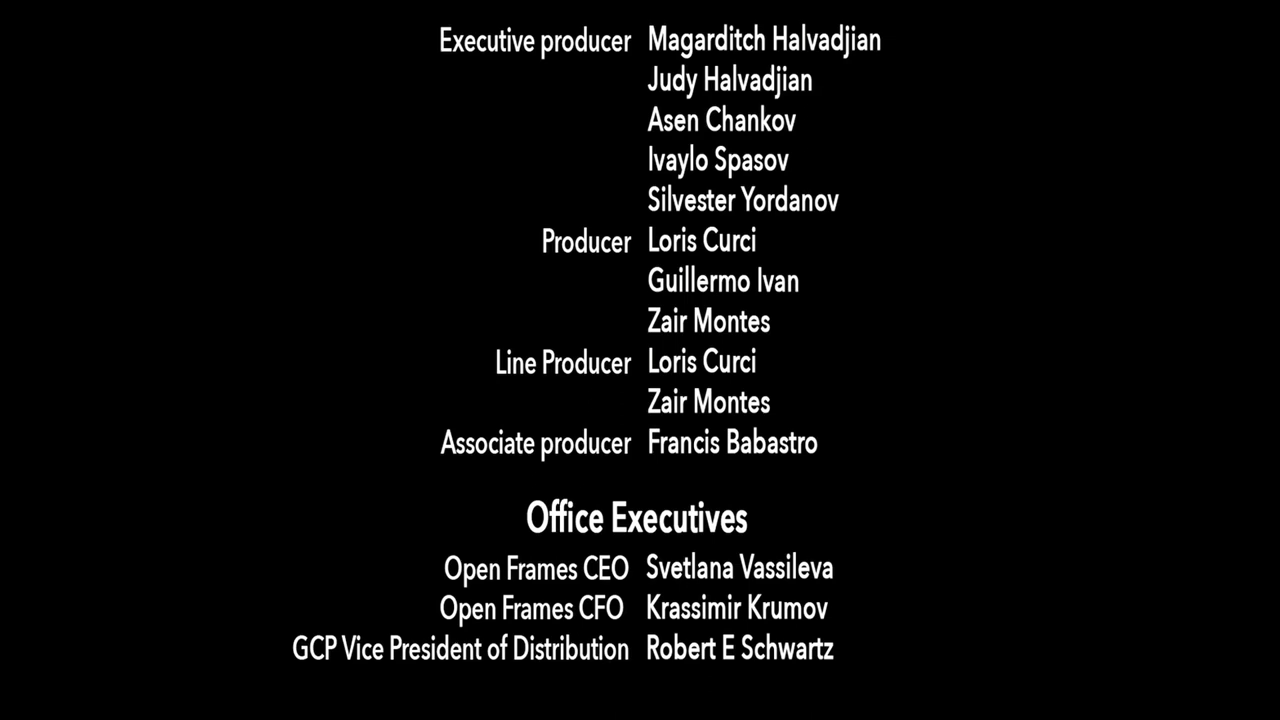 Executive producer Magarditch Halvadjian
Judy Halvadjian
Asen Chankov
Ivaylo Spasov
Silvester Yordanov
Producer Loris Curci
Guillermo Ivan
Zair Montes
Line Producer Loris Curci
Zair Montes
Associate producer Francis Babastro
Office Executives
Open Frames CEO Svetlana Vassileva
Open Frames CFO Krassimir Krumov
GCP Vice President of Distribution Robert E Schwartz